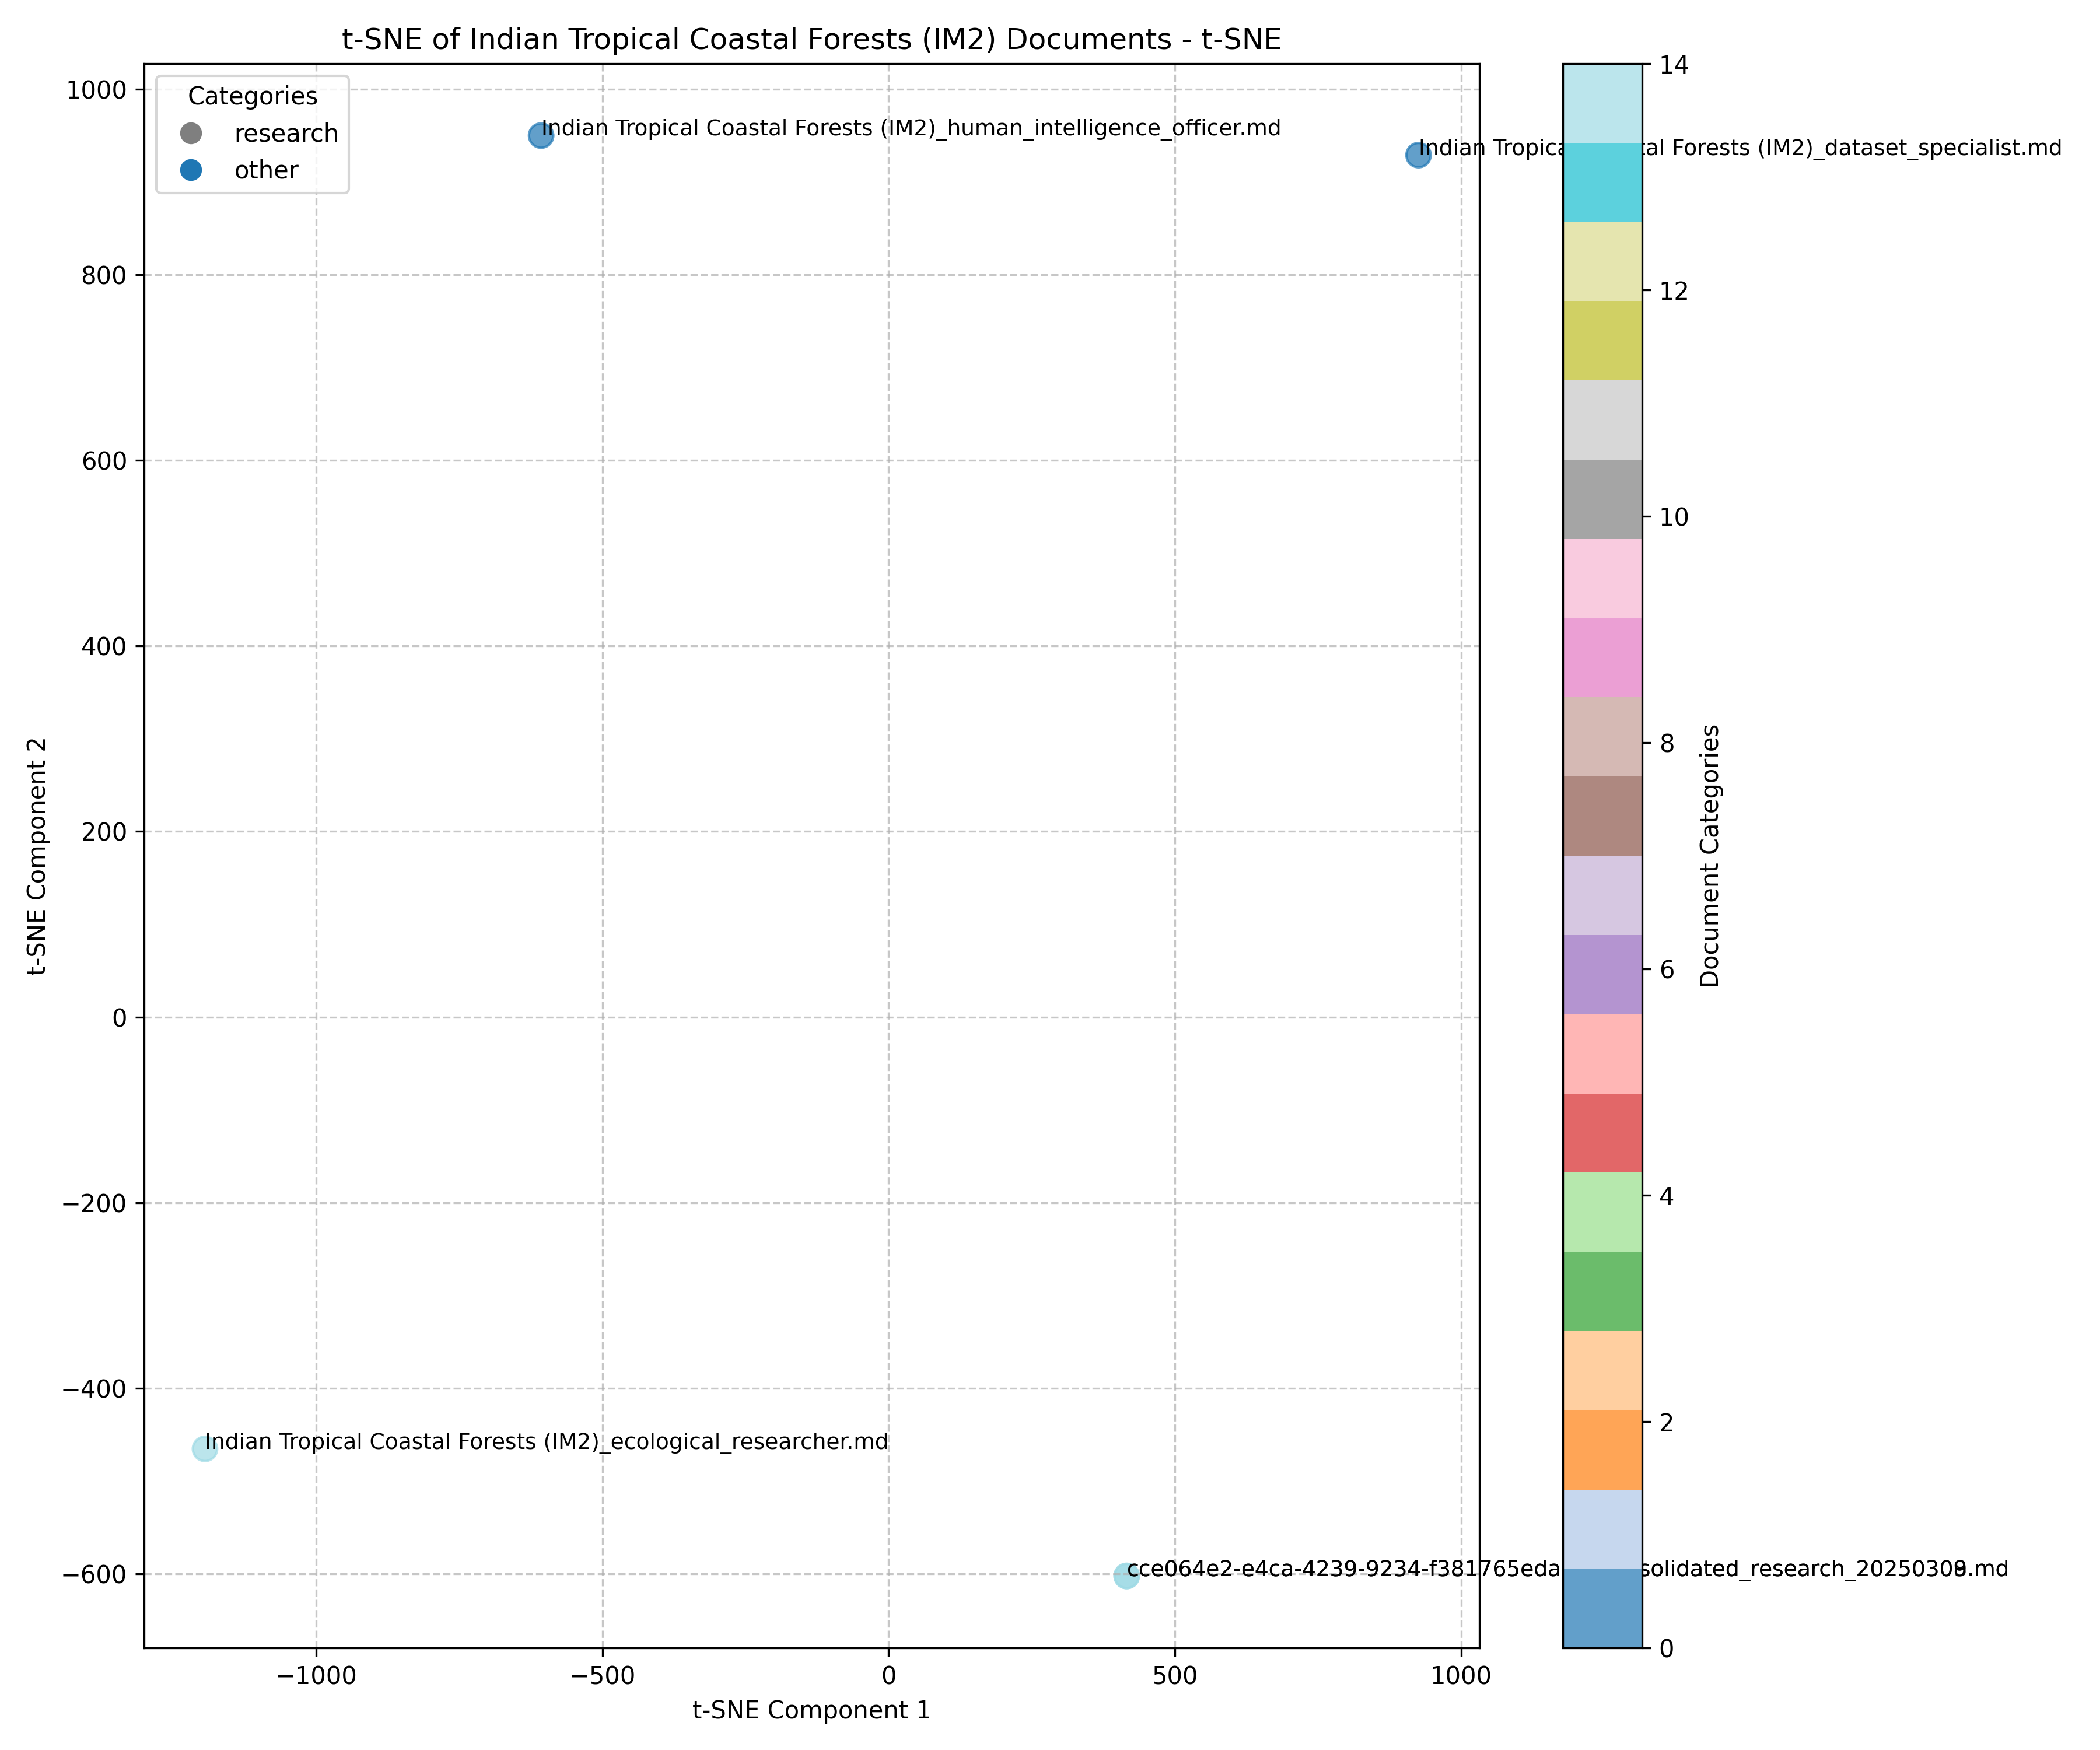 t-SNE of Indian Tropical Coastal Forests (IM2) Documents - t-SNE
Categories
research
other
Indian Tropical Coastal Forests (IM2)_human_intelligence_officer.md
Indian Tropica tal Forests (IM2)_dataset_specialist.md
Indian Tropical Coastal Forests (IM2)_ecological_researcher.md
cce064e2-e4ca-4239-9234-f381765eda solidated_research_2025030 .md
1000
800
600
400
200
0
−200
−400
−600
t-SNE Component 2
−1000
−500
0
500
1000
t-SNE Component 1
14
12
10
8
6
4
2
0
Document Categories